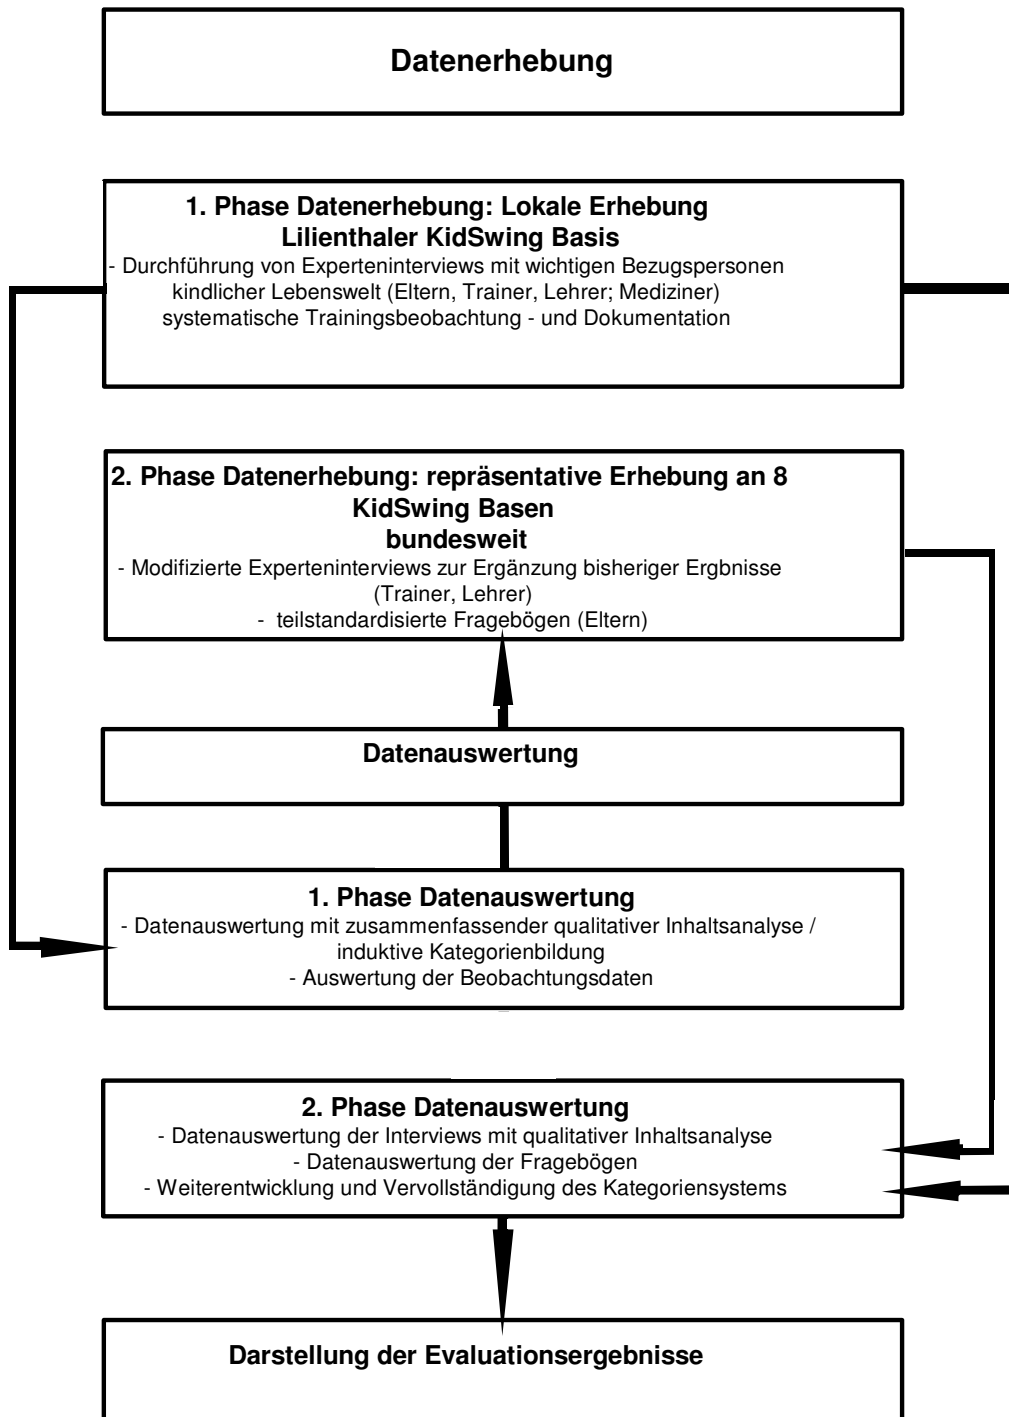 Datenerhebung
1. Phase Datenerhebung: Lokale Erhebung
Lilienthaler KidSwing Basis
- Durchführung von Experteninterviews mit wichtigen Bezugspersonen
kindlicher Lebenswelt (Eltern, Trainer, Lehrer; Mediziner)
systematische Trainingsbeobachtung - und Dokumentation
2. Phase Datenerhebung: repräsentative Erhebung an 8
KidSwing Basen
bundesweit
- Modifizierte Experteninterviews zur Ergänzung bisheriger Ergbnisse
(Trainer, Lehrer)
- teilstandardisierte Fragebögen (Eltern)
Datenauswertung
1. Phase Datenauswertung
- Datenauswertung mit zusammenfassender qualitativer Inhaltsanalyse /
induktive Kategorienbildung
- Auswertung der Beobachtungsdaten
2. Phase Datenauswertung
- Datenauswertung der Interviews mit qualitativer Inhaltsanalyse
- Datenauswertung der Fragebögen
- Weiterentwicklung und Vervollständigung des Kategoriensystems
Darstellung der Evaluationsergebnisse